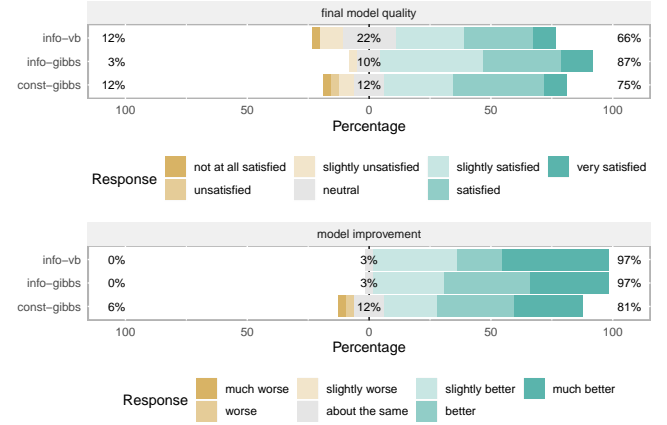 final model quality
info−vb 12% 22% 66%
info−gibbs 3% 10% 87%
const−gibbs 12% 12% 75%
100 50 0 50 100
Percentage
Response not at all satisfied slightly unsatisfied slightly satisfied very satisfied
unsatisfied neutral satisfied
model improvement
info−vb 0% 3% 97%
info−gibbs 0% 3% 97%
const−gibbs 6% 12% 81%
100 50 0 50 100
Percentage
Response much worse slightly worse slightly better much better
worse about the same better